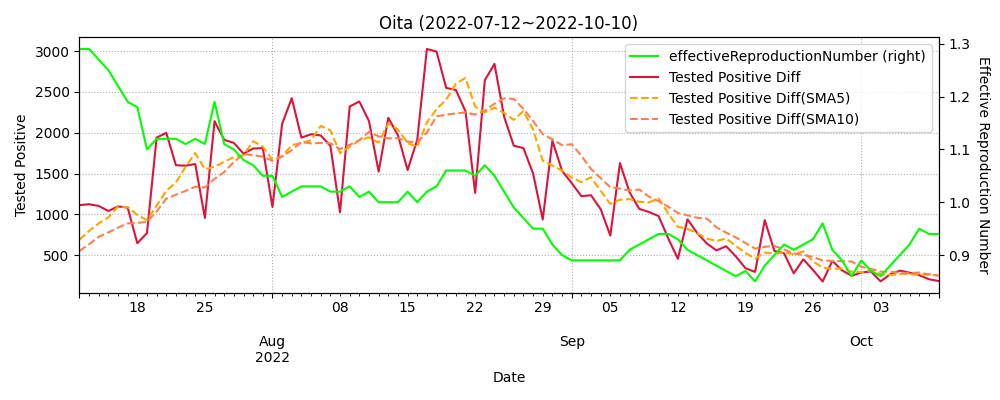 Oita (2022-07-12~2022-10-10)
effectiveReproductionNumber (right)
Tested Positive Diff
Tested Positive Diff(SMA5)
Tested Positive Diff(SMA10)
Tested Positive
3000
2500
2000
1500
1000
500
1.3
1.2
1.1
1.0
0.9
Effective Reproduction Number
18 25 08 15 22 29 05 12 19 26 03
Aug Sep Oct
2022
Date